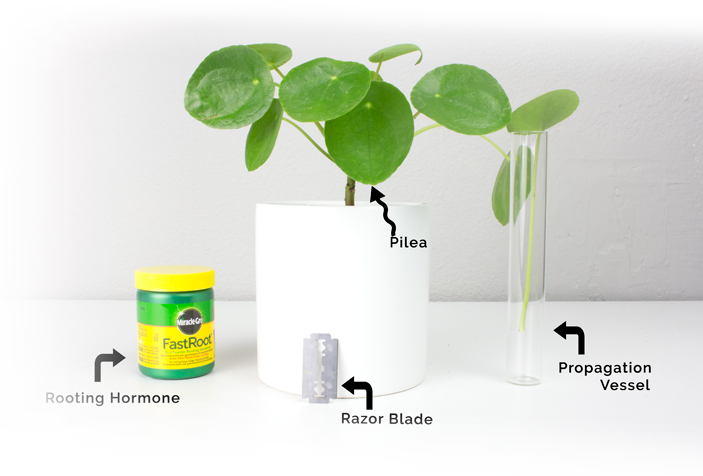 Pilea
Miracle-Gro
FastRoot
Propagation
Vessel
Rooting Hormone
Razor Blade